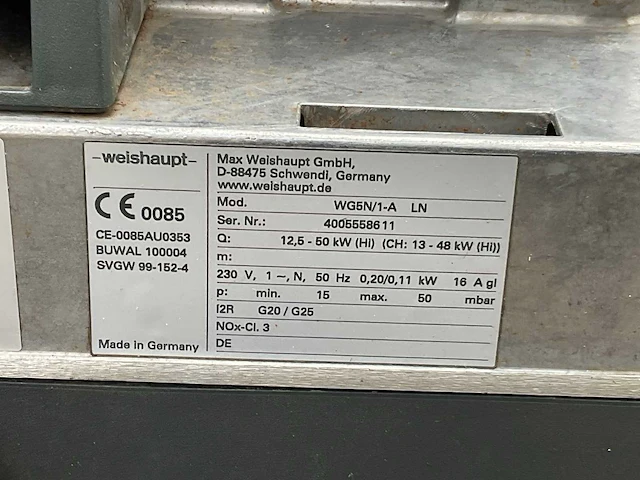 -weishaupt-
CE 0085
CE-0085AU0353
BUWAL 100004
SVGW 99-152-4
Made in Germany
Max Weishaupt GmbH,
D-88475 Schwendi, Germany
www.weishaupt.de
Mod. WG5N/1-A LN
Ser. Nr.: 4005558611
Q: 12,5 - 50 kW (Hi) (CH: 13 - 48 kW (Hi))
m:
230 V, 1 ~, N, 50 Hz 0,20/0,11 kW 16 A gl
p: min. 15 max. 50 mbar
I2R G20 / G25
NOx-Cl. 3
DE